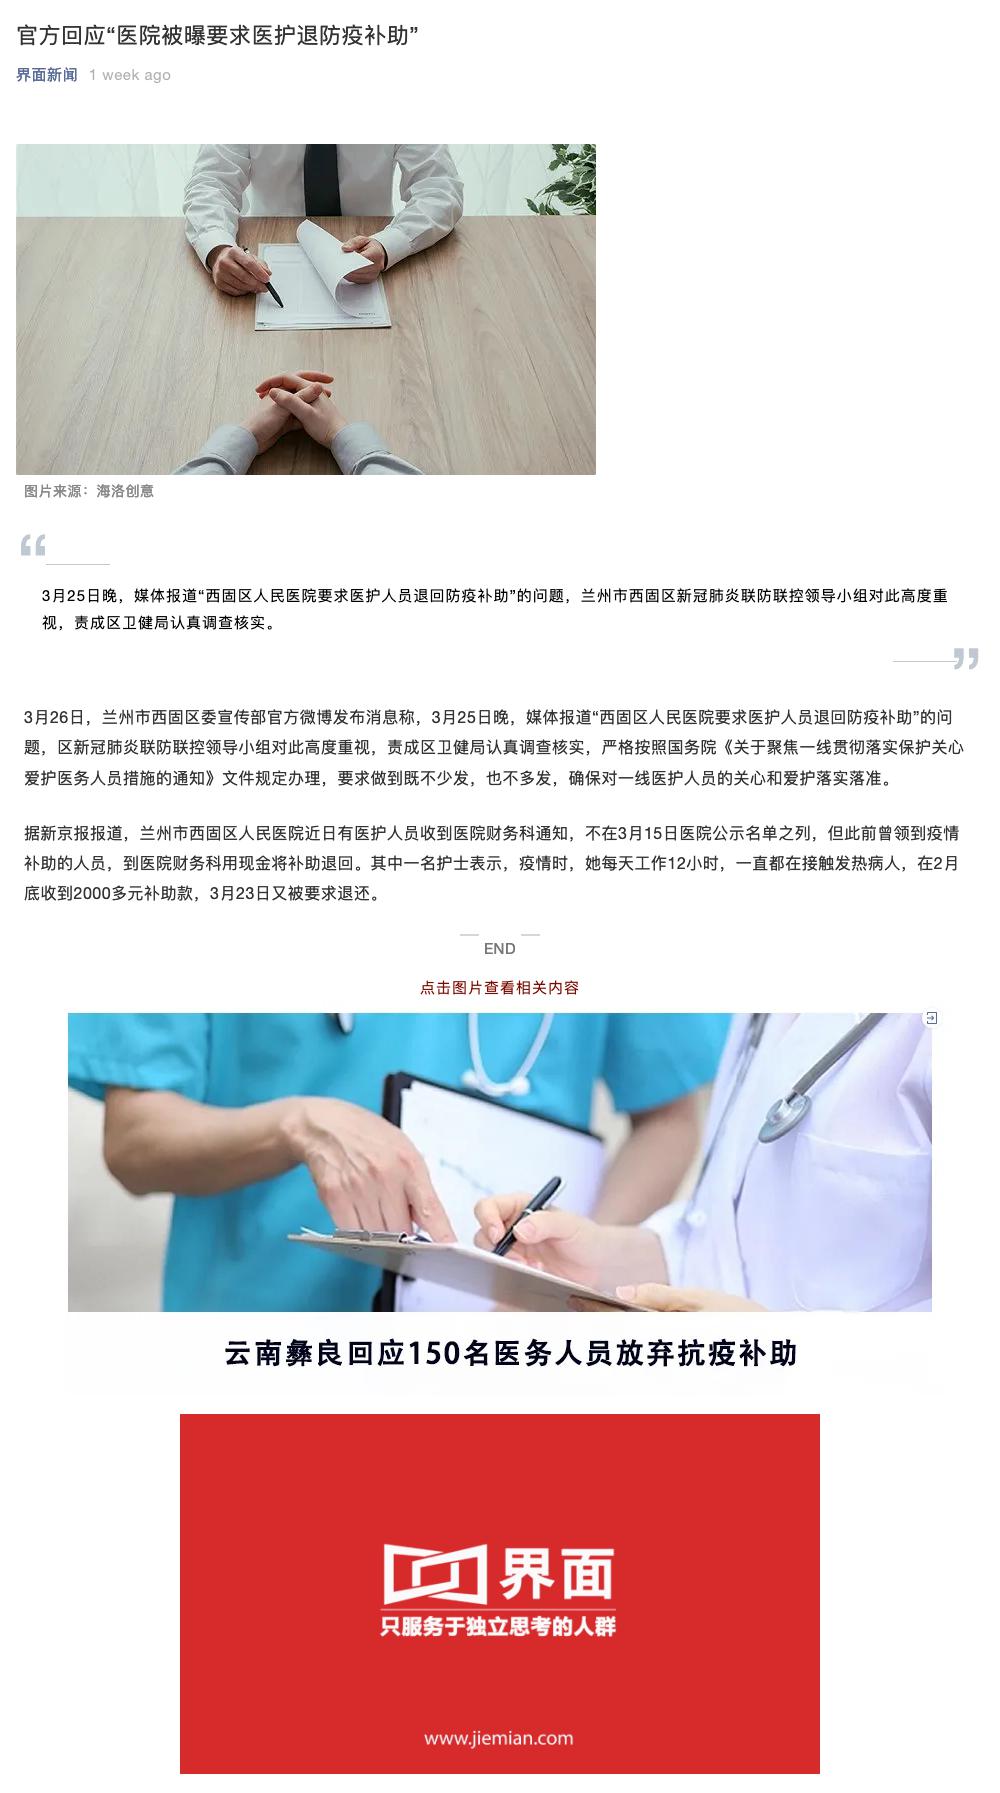 官方回应“医院被曝要求医护退防疫补助”
界面新闻 1 week ago
图片来源：海洛创意
3月25日晚，媒体报道“西固区人民医院要求医护人员退回防疫补助”的问题，兰州市西固区新冠肺炎联防联控领导小组对此高度重
视，责成区卫健局认真调查核实。
3月26日，兰州市西固区委宣传部官方微博发布消息称，3月25日晚，媒体报道“西固区人民医院要求医护人员退回防疫补助”的问
题，区新冠肺炎联防联控领导小组对此高度重视，责成区卫健局认真调查核实，严格按照国务院《关于聚焦一线贯彻落实保护关心
爱护医务人员措施的通知》文件规定办理，要求做到既不少发，也不多发，确保对一线医护人员的关心和爱护落实落准。
据新京报报道，兰州市西固区人民医院近日有医护人员收到医院财务科通知，不在3月15日医院公示名单之列，但此前曾领到疫情
补助的人员，到医院财务科用现金将补助退回。其中一名护士表示，疫情时，她每天工作12小时，一直都在接触发热病人，在2月
底收到2000多元补助款，3月23日又被要求退还。
END
点击图片查看相关内容
云南彝良回应150名医务人员放弃抗疫补助
界面
只服务于独立思考的人群
www.jiemian.com